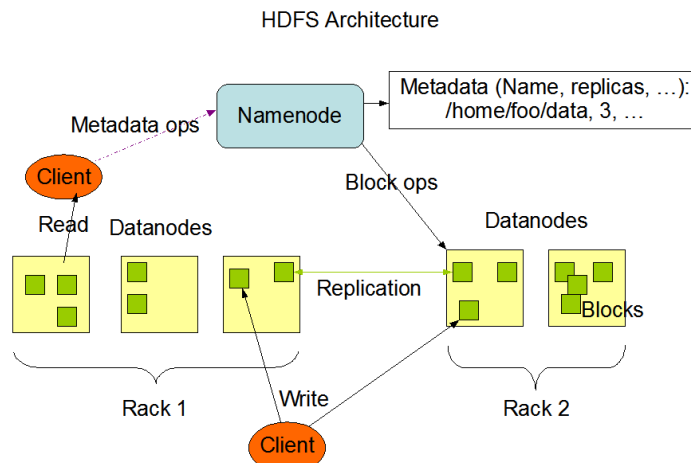 HDFS Architecture
Metadata (Name, replicas, …):
/home/foo/data, 3, …
Namenode
Metadata ops
Client
Block ops
Read
Datanodes
Datanodes
Replication
Blocks
Write
Rack 1
Rack 2
Client